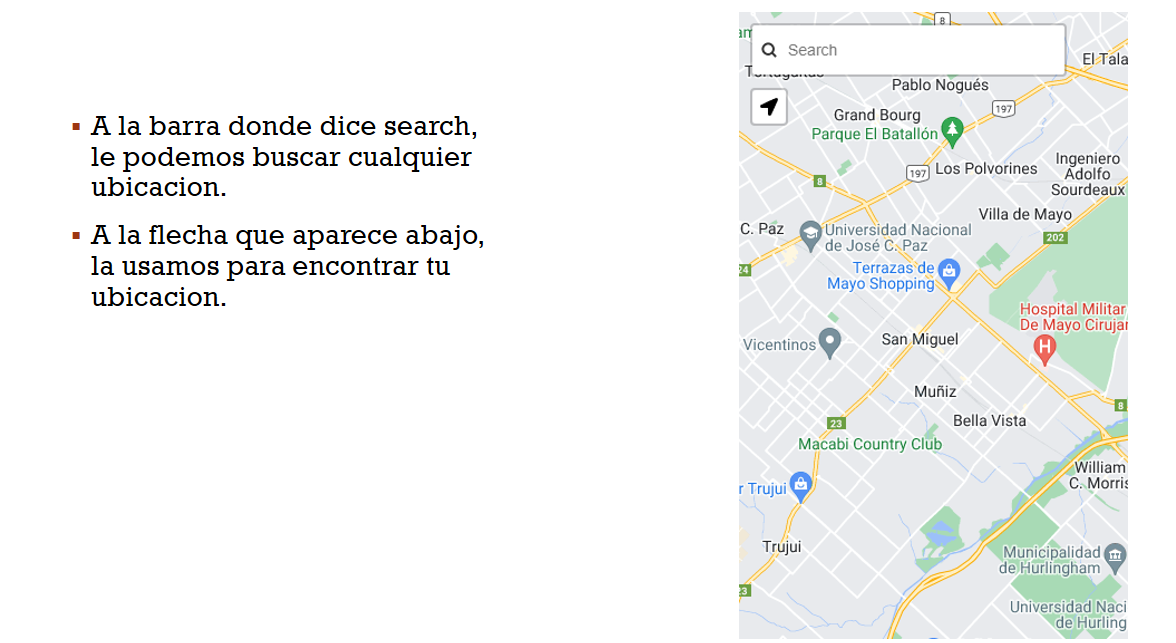 ▪ A la barra donde dice search,
le podemos buscar cualquier
ubicacion.
▪ A la flecha que aparece abajo,
la usamos para encontrar tu
ubicacion.
8
Search
El Tala
Pablo Nogués
197
Grand Bourg
Parque El Batallón
197
Los Polvorines
Ingeniero
Adolfo
Sourdeaux
8
Villa de Mayo
C. Paz
Universidad Nacional
de José C. Paz
202
24
Terrazas de
Mayo Shopping
Hospital Militar
De Mayo Cirujar
H
San Miguel
Vicentinos
Muñiz
8
Bella Vista
23
Macabi Country Club
William
C. Morris
r Trujui
Trujui
Municipalidad
de Hurlingham
23
Universidad Naci
de Hurling